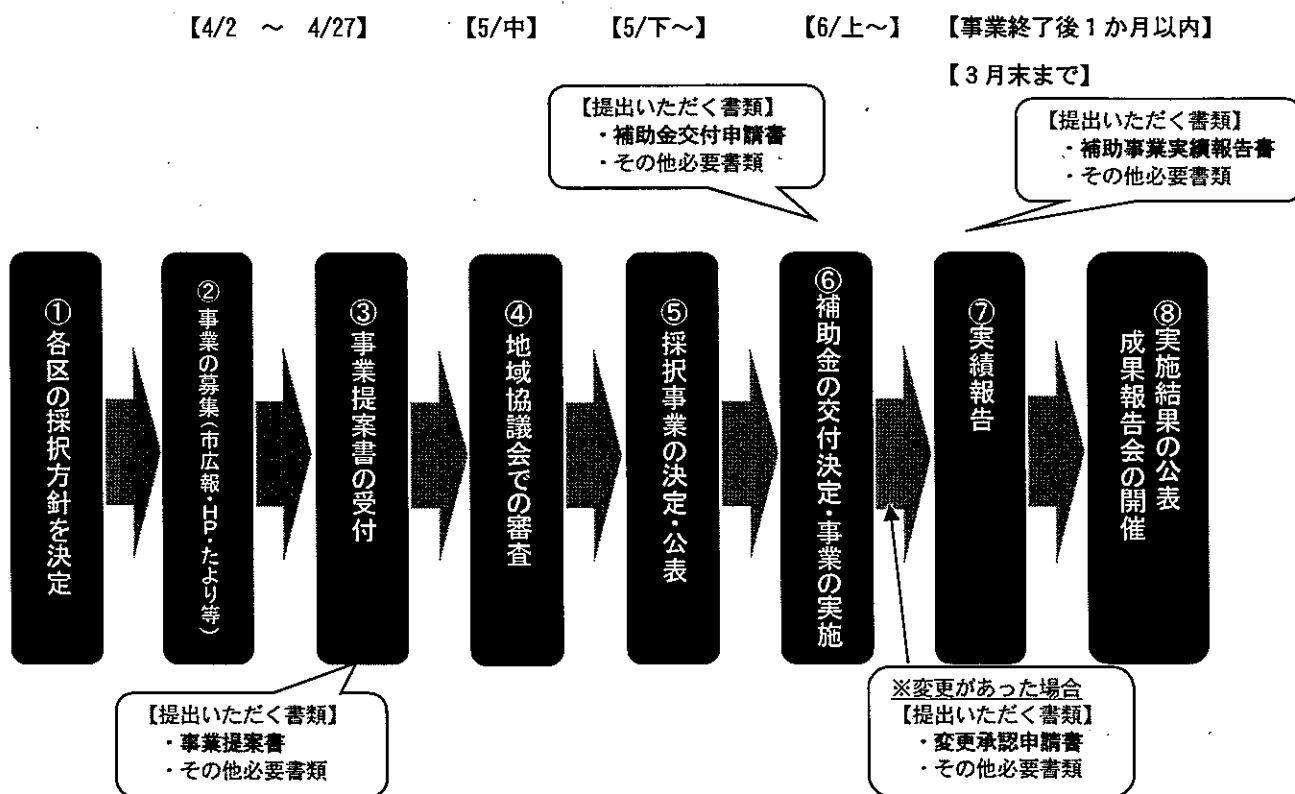 【4/2 ～ 4/27】
【5/中】
【5/下～】
【6/上～】
【事業終了後1か月以内】
【3月末まで】
【提出いただく書類】
・補助金交付申請書
・その他必要書類
【提出いただく書類】
・補助事業実績報告書
・その他必要書類
①各区の採択方針を決定
②事業の募集（市広報・HP・たより等）
③事業提案書の受付
④地域協議会での審査
⑤採択事業の決定・公表
⑥補助金の交付決定・事業の実施
⑦実績報告
⑧実施結果の公表
成果報告会の開催
【提出いただく書類】
・事業提案書
・その他必要書類
※変更があった場合
【提出いただく書類】
・変更承認申請書
・その他必要書類